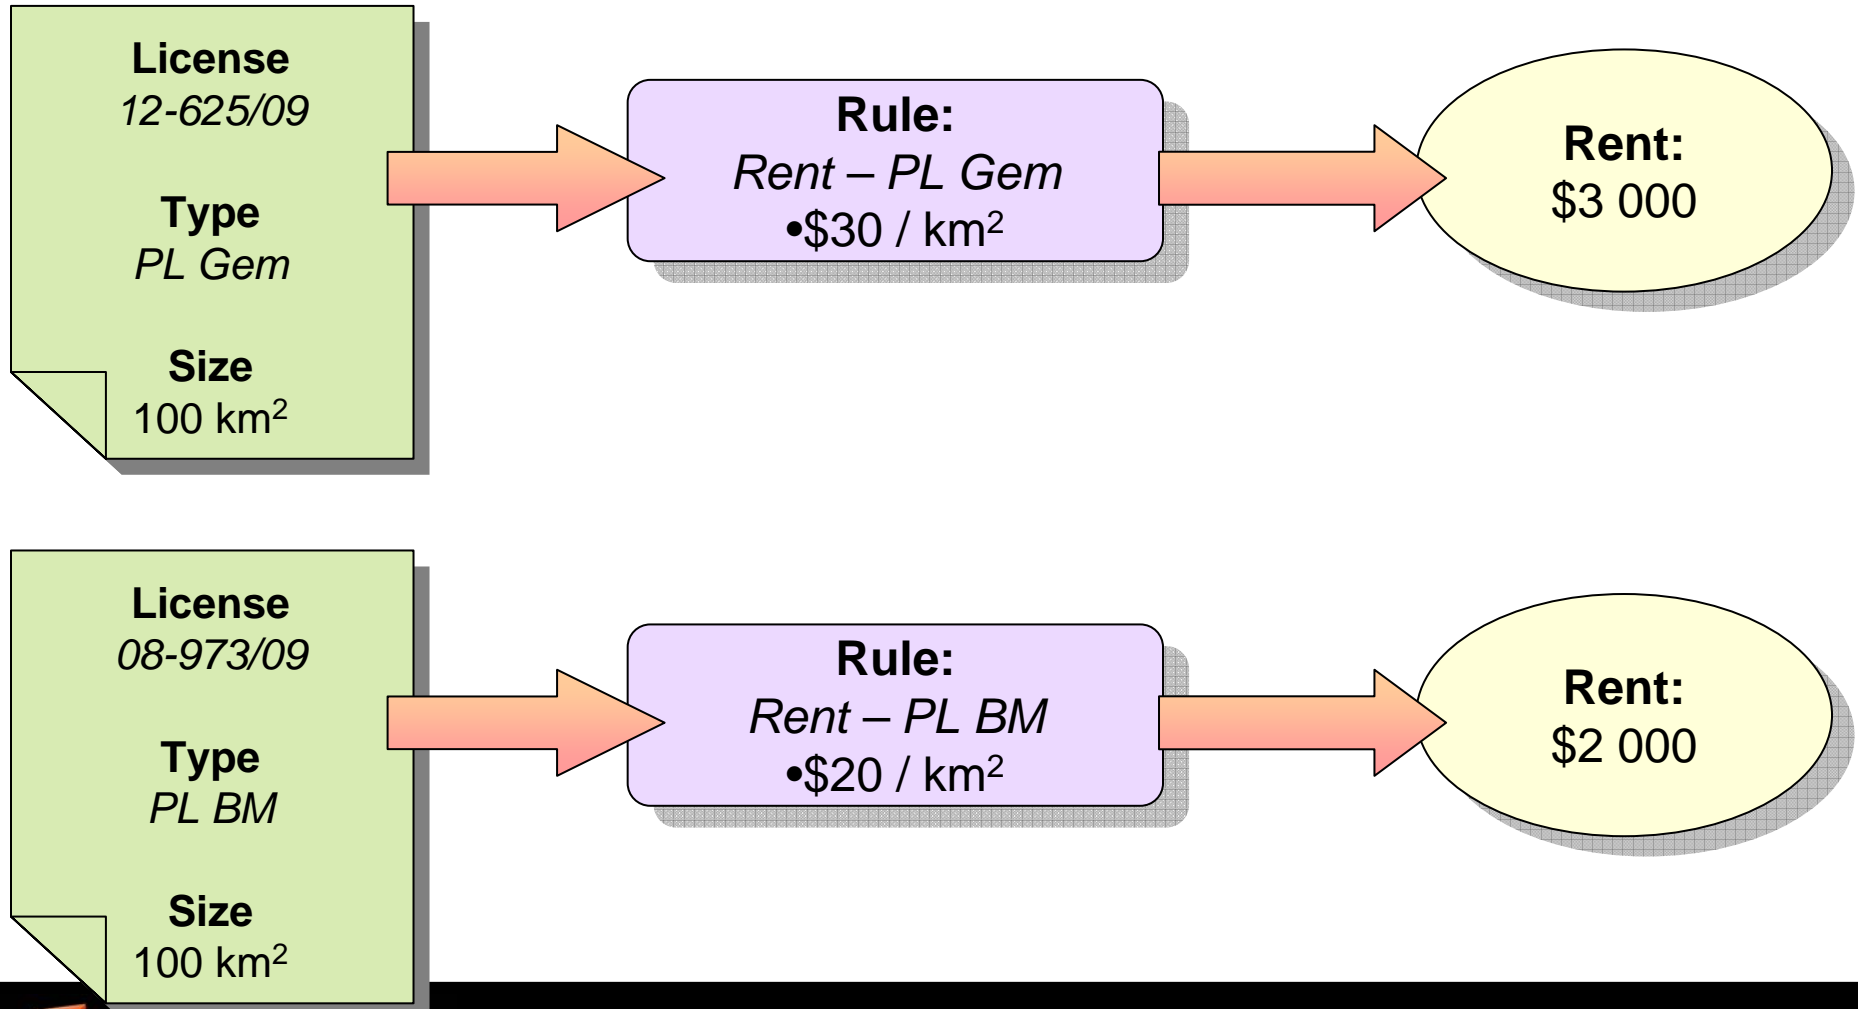 License
12-625/09
Type
PL Gem
Size
100 km²
Rule:
Rent – PL Gem
•$30 / km²
Rent:
$3 000
License
08-973/09
Type
PL BM
Size
100 km²
Rule:
Rent – PL BM
•$20 / km²
Rent:
$2 000